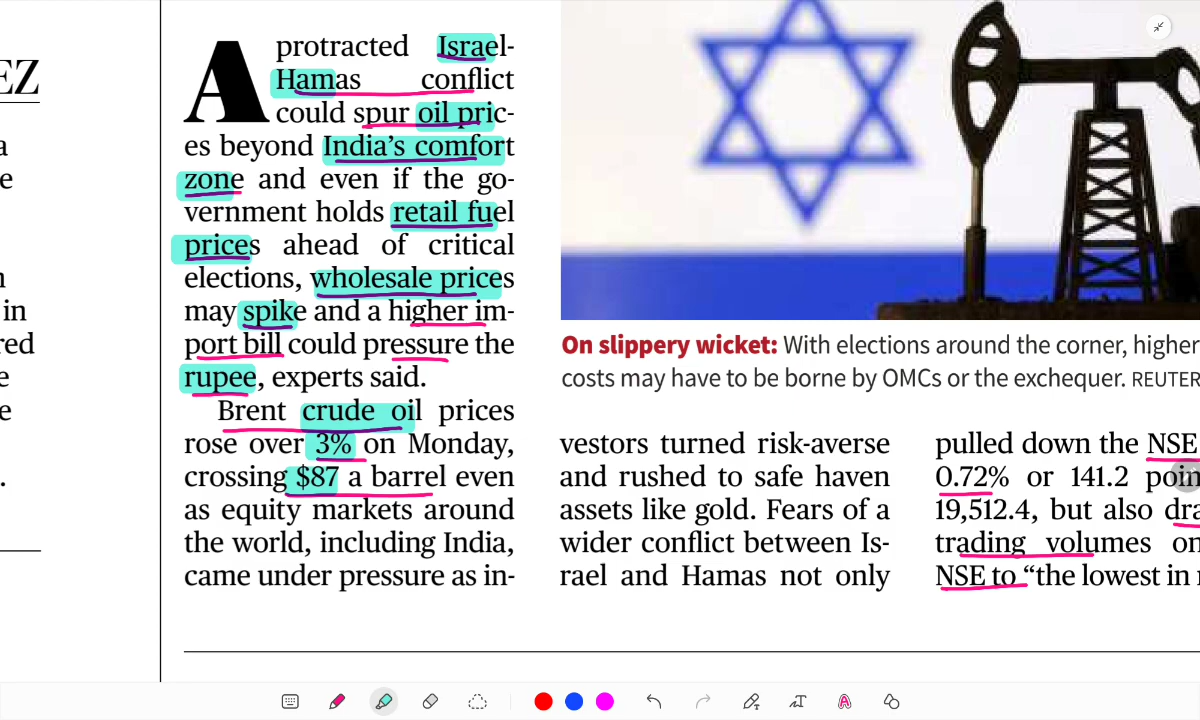 EZ
a
e
n
in
red
e
e
.
A protracted Israel-
Hamas conflict
could spur oil pric-
es beyond India’s comfort
zone and even if the go-
vernment holds retail fuel
prices ahead of critical
elections, wholesale prices
may spike and a higher im-
port bill could pressure the
rupee, experts said.
Brent crude oil prices
rose over 3% on Monday,
crossing $87 a barrel even
as equity markets around
the world, including India,
came under pressure as in-
On slippery wicket: With elections around the corner, higher
costs may have to be borne by OMCs or the exchequer. REUTER
vestors turned risk-averse
and rushed to safe haven
assets like gold. Fears of a
wider conflict between Is-
rael and Hamas not only
pulled down the NSE
0.72% or 141.2 poin
19,512.4, but also dra
trading volumes on
NSE to “the lowest in